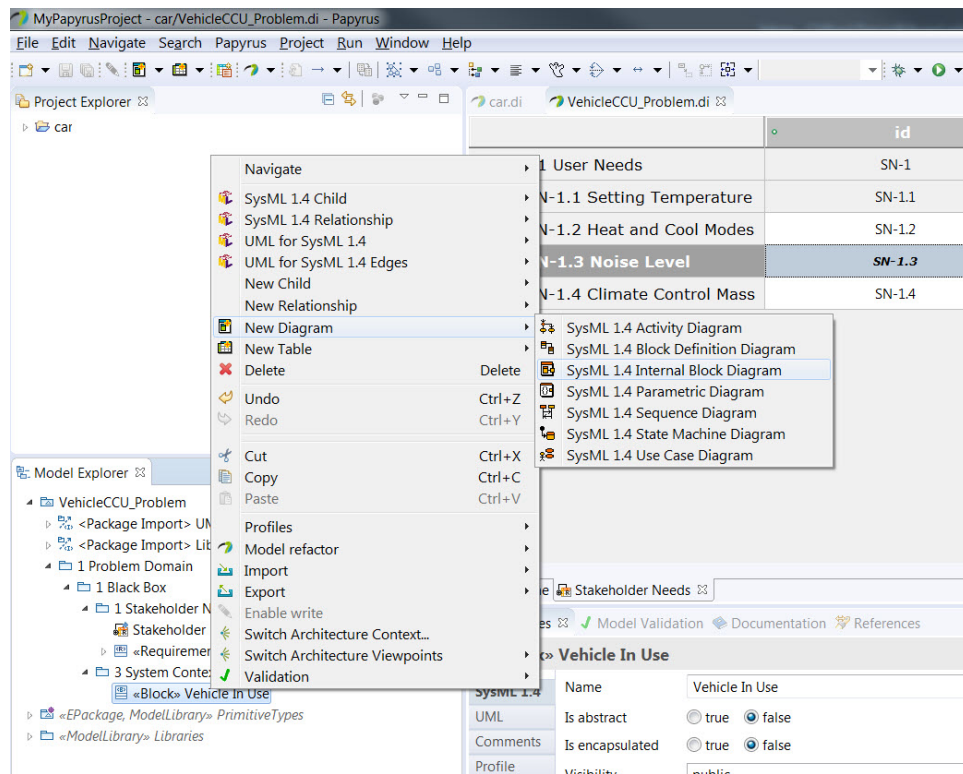 MyPapyrusProject - car/VehicleCCU_Problem.di - Papyrus
File Edit Navigate Search Papyrus Project Run Window Help
Project Explorer
car.di VehicleCCU_Problem.di
car
id
1 User Needs SN-1
N-1.1 Setting Temperature SN-1.1
N-1.2 Heat and Cool Modes SN-1.2
N-1.3 Noise Level SN-1.3
N-1.4 Climate Control Mass SN-1.4
Navigate
SysML 1.4 Child
SysML 1.4 Relationship
UML for SysML 1.4
UML for SysML 1.4 Edges
New Child
New Relationship
New Diagram
New Table
Delete Delete
Undo Ctrl+Z
Redo Ctrl+Y
Cut Ctrl+X
Copy Ctrl+C
Paste Ctrl+V
Profiles
Model refactor
Import
Export
Enable write
Switch Architecture Context...
Switch Architecture Viewpoints
Validation
SysML 1.4 Activity Diagram
SysML 1.4 Block Definition Diagram
SysML 1.4 Internal Block Diagram
SysML 1.4 Parametric Diagram
SysML 1.4 Sequence Diagram
SysML 1.4 State Machine Diagram
SysML 1.4 Use Case Diagram
Model Explorer
VehicleCCU_Problem
<Package Import> UM
<Package Import> Lib
1 Problem Domain
1 Black Box
1 Stakeholder N
Stakeholder
«Requiremen
3 System Conte
«Block» Vehicle In Use
«EPackage, ModelLibrary» PrimitiveTypes
«ModelLibrary» Libraries
e Stakeholder Needs
es Model Validation Documentation References
k» Vehicle In Use
SysML 1.4
UML
Comments
Profile
Name Vehicle In Use
Is abstract true false
Is encapsulated true false
Visibility public